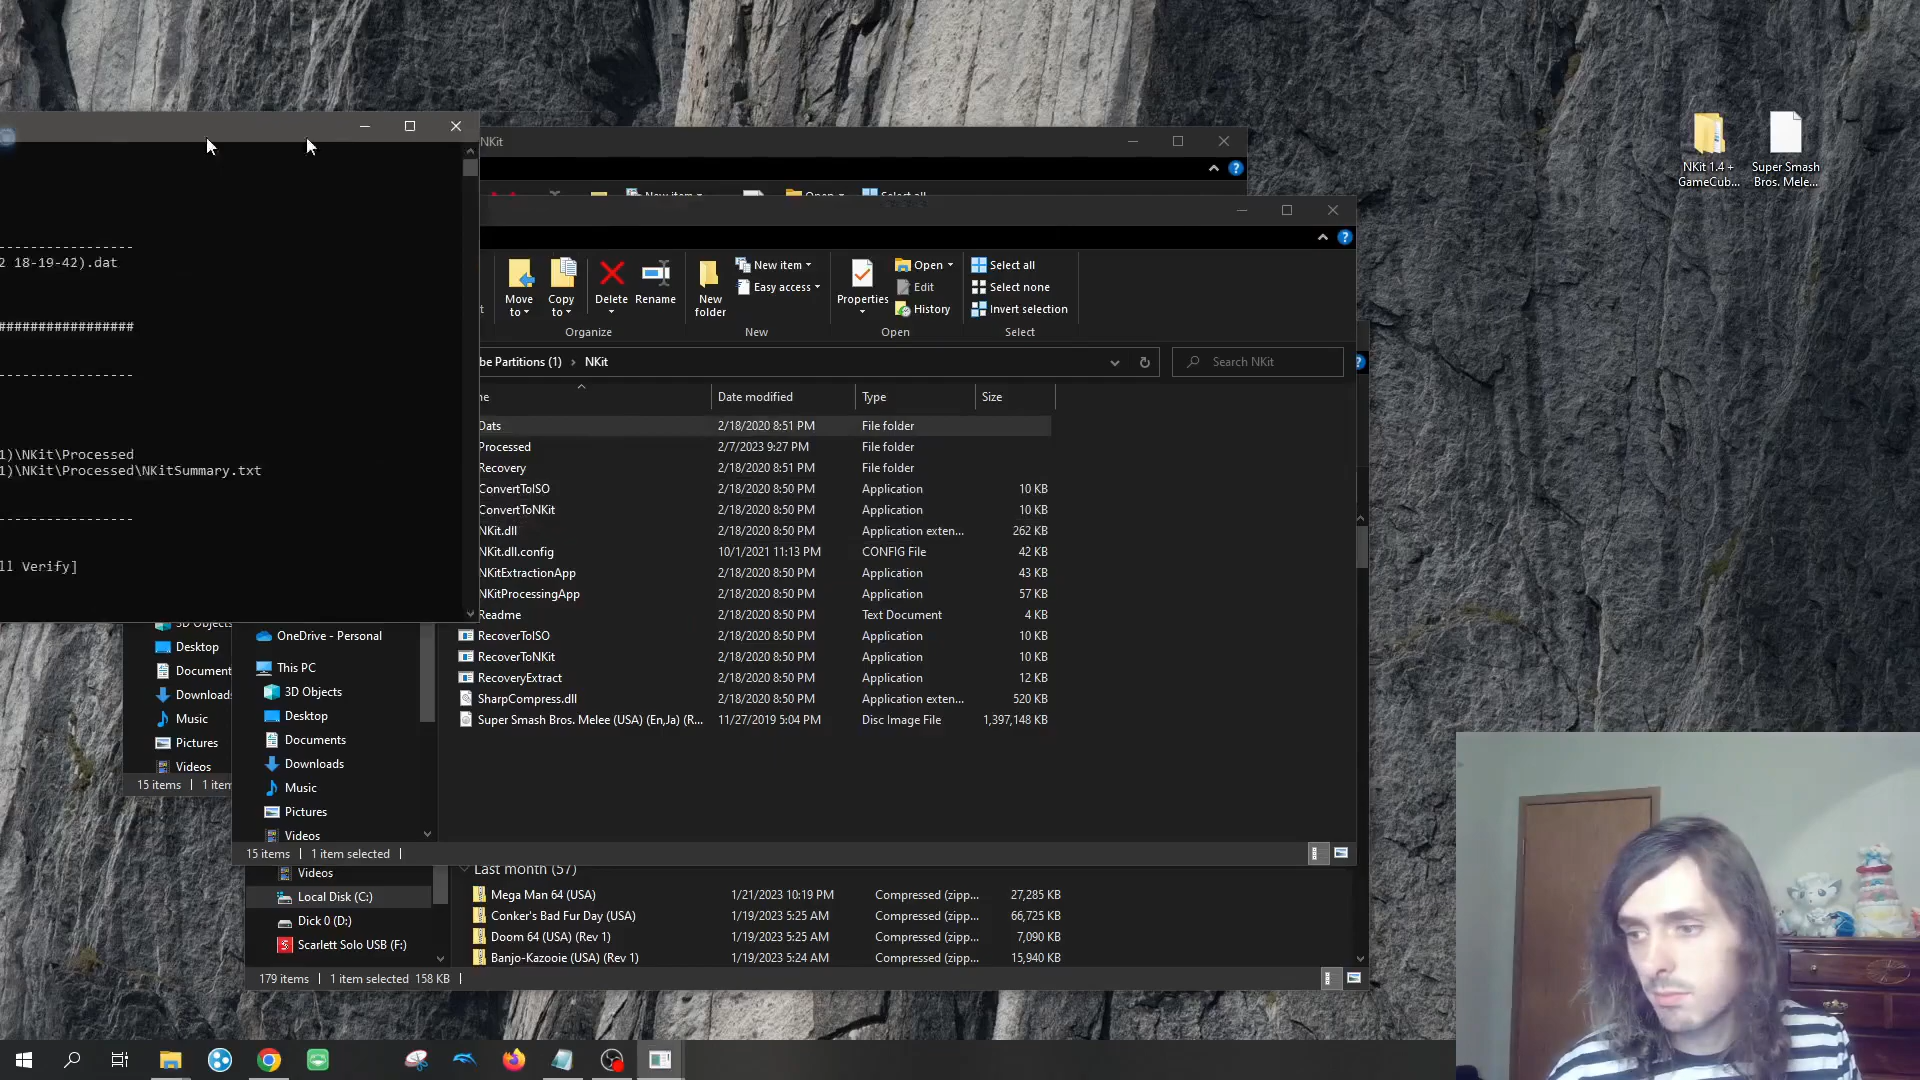 NKit
New item
Open
Select all
-----------------
2 18-19-42).dat
#################
-----------------
1)\NKit\Processed
1)\NKit\Processed\NKitSummary.txt
-----------------
ll Verify]
Move to
Copy to
Delete
Rename
New folder
New item
Easy access
Properties
Open
Edit
History
Select all
Select none
Invert selection
Organize
New
Open
Select
be Partitions (1) > NKit
Search NKit
ne Date modified Type Size
Dats 2/18/2020 8:51 PM File folder
Processed 2/7/2023 9:27 PM File folder
Recovery 2/18/2020 8:51 PM File folder
ConvertToISO 2/18/2020 8:50 PM Application 10 KB
ConvertToNKit 2/18/2020 8:50 PM Application 10 KB
NKit.dll 2/18/2020 8:50 PM Application exten... 262 KB
NKit.dll.config 10/1/2021 11:13 PM CONFIG File 42 KB
NKitExtractionApp 2/18/2020 8:50 PM Application 43 KB
NKitProcessingApp 2/18/2020 8:50 PM Application 57 KB
Readme 2/18/2020 8:50 PM Text Document 4 KB
RecoverToISO 2/18/2020 8:50 PM Application 10 KB
RecoverToNKit 2/18/2020 8:50 PM Application 10 KB
RecoveryExtract 2/18/2020 8:50 PM Application 12 KB
SharpCompress.dll 2/18/2020 8:50 PM Application exten... 520 KB
Super Smash Bros. Melee (USA) (En,Ja) (R... 11/27/2019 5:04 PM Disc Image File 1,397,148 KB
3D Objects
Desktop
Document
Downloads
Music
Pictures
Videos
15 items 1 item
OneDrive - Personal
This PC
3D Objects
Desktop
Documents
Downloads
Music
Pictures
Videos
15 items 1 item selected
Videos
Local Disk (C:)
Dick 0 (D:)
Scarlett Solo USB (F:)
Last month (57)
Mega Man 64 (USA) 1/21/2023 10:19 PM Compressed (zipp... 27,285 KB
Conker's Bad Fur Day (USA) 1/19/2023 5:25 AM Compressed (zipp... 66,725 KB
Doom 64 (USA) (Rev 1) 1/19/2023 5:25 AM Compressed (zipp... 7,090 KB
Banjo-Kazooie (USA) (Rev 1) 1/19/2023 5:24 AM Compressed (zipp... 15,940 KB
179 items 1 item selected 158 KB
NKit 1.4 +
GameCub...
Super Smash
Bros. Mele...